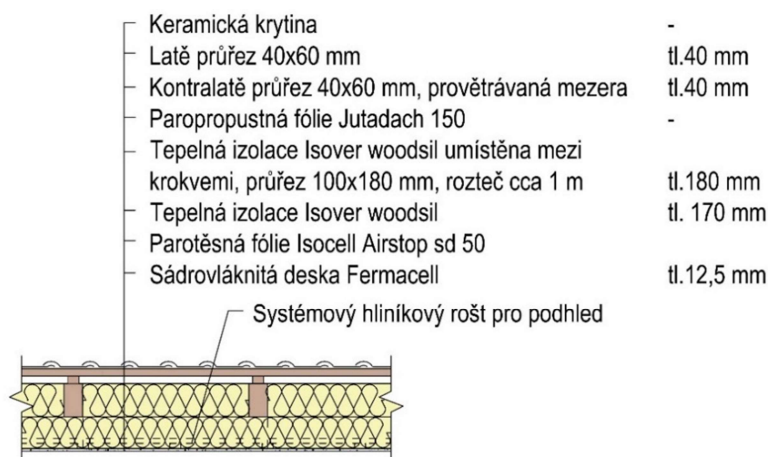 Keramická krytina -
Latě průřez 40x60 mm tl.40 mm
Kontralatě průřez 40x60 mm, provětrávaná mezera tl.40 mm
Paropropustná fólie Jutadach 150 -
Tepelná izolace Isover woodsil umístěna mezi
krokvemi, průřez 100x180 mm, rozteč cca 1 m tl.180 mm
Tepelná izolace Isover woodsil tl. 170 mm
Parotěsná fólie Isocell Airstop sd 50
Sádrovláknitá deska Fermacell tl.12,5 mm
Systémový hliníkový rošt pro podhled